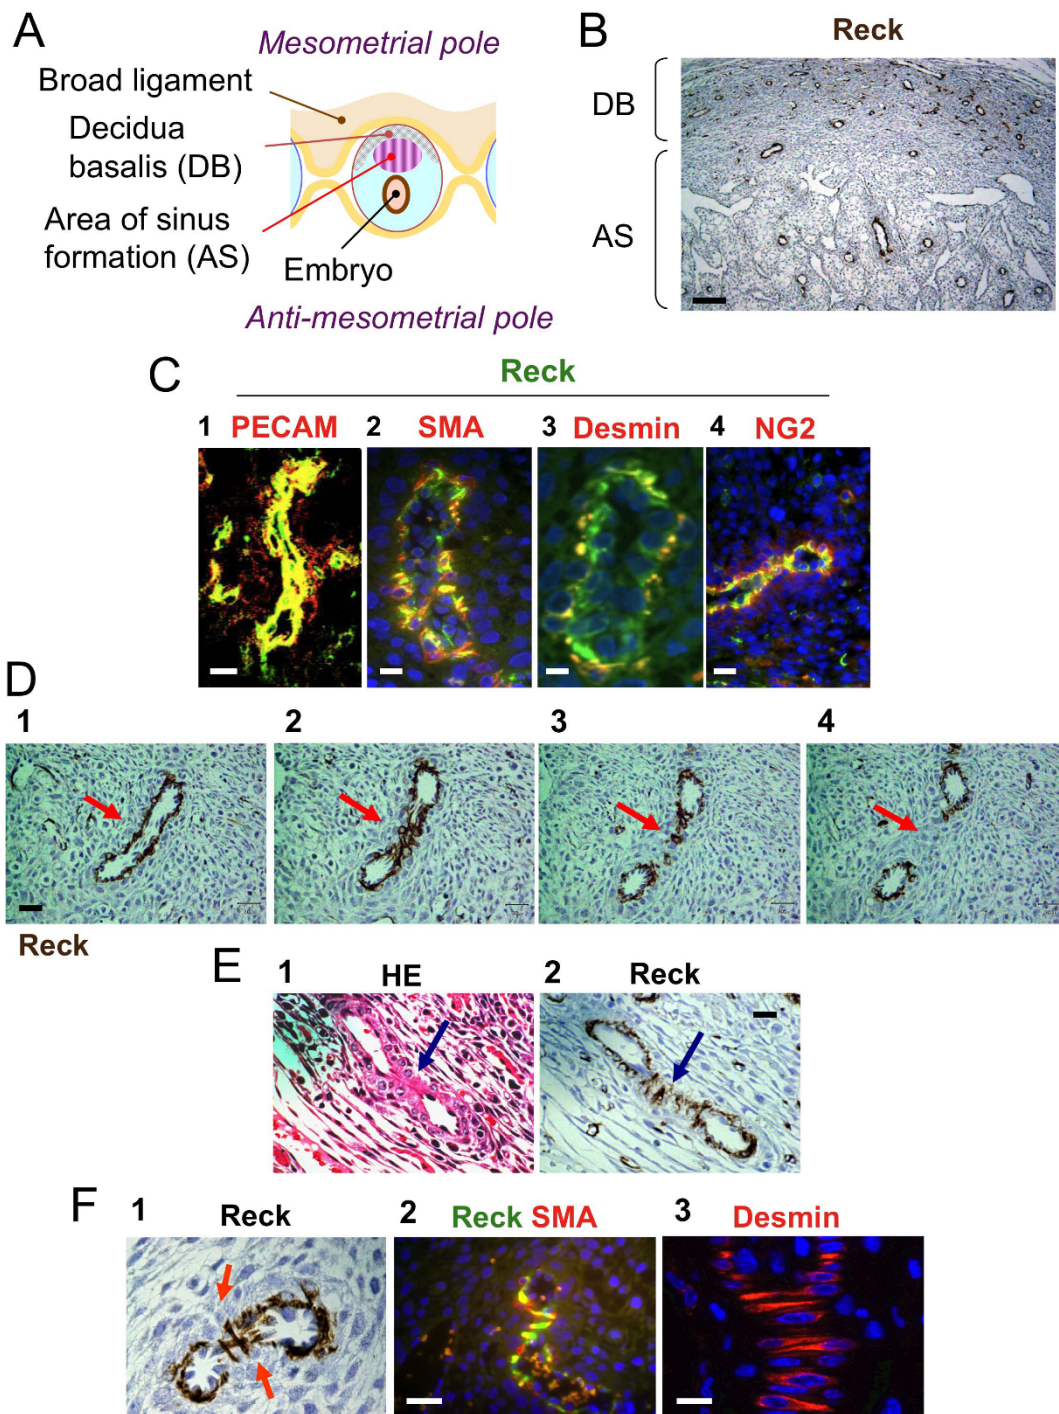 A
Mesometrial pole
Broad ligament
Decidua
basalis (DB)
Area of sinus
formation (AS)
Embryo
Anti-mesometrial pole
B
Reck
DB
AS
C
Reck
1 PECAM
2 SMA
3 Desmin
4 NG2
D
1
2
3
4
Reck
E
1 HE
2 Reck
F
1 Reck
2 Reck SMA
3 Desmin